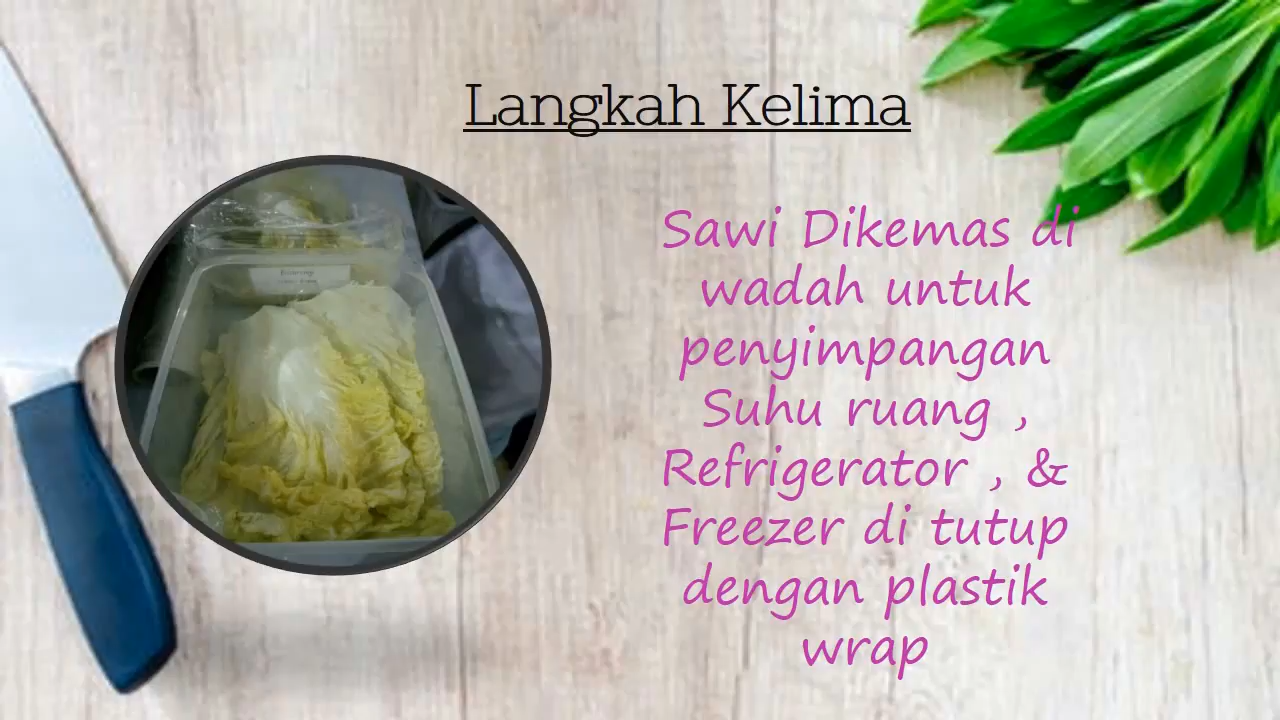 Langkah Kelima
Sawi Dikemas di
wadah untuk
penyimpangan
Suhu ruang ,
Refrigerator , &
Freezer di tutup
dengan plastik
wrap